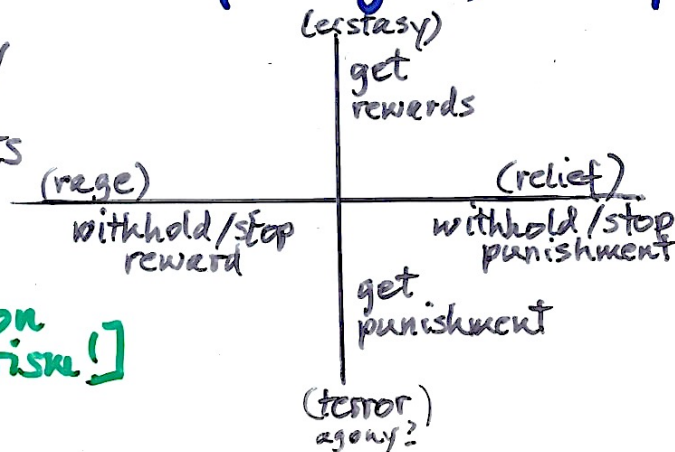 (ecstasy)
get
rewards
(rage)
(relief)
withhold/stop
reward
withhold/stop
punishment
get
punishment
(terror)
agony?